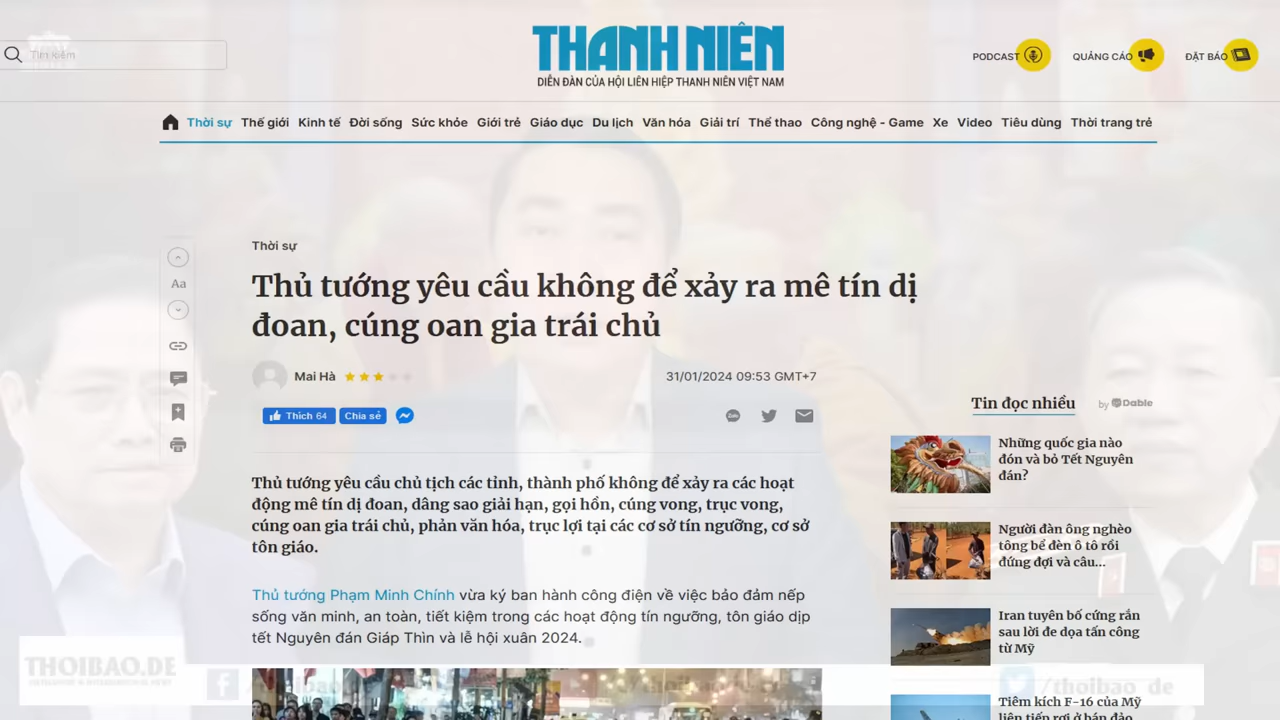 Tìm kiếm
THANH NIÊN
DIỄN ĐÀN CỦA HỘI LIÊN HIỆP THANH NIÊN VIỆT NAM
PODCAST
QUẢNG CÁO
ĐẶT BÁO
Thời sự Thế giới Kinh tế Đời sống Sức khỏe Giới trẻ Giáo dục Du lịch Văn hóa Giải trí Thể thao Công nghệ - Game Xe Video Tiêu dùng Thời trang trẻ
Thời sự
Thủ tướng yêu cầu không để xảy ra mê tín dị
đoan, cúng oan gia trái chủ
Aa
Mai Hà
31/01/2024 09:53 GMT+7
Thích 64
Chia sẻ
Zalo
Thủ tướng yêu cầu chủ tịch các tỉnh, thành phố không để xảy ra các hoạt
động mê tín dị đoan, dâng sao giải hạn, gọi hồn, cúng vong, trục vong,
cúng oan gia trái chủ, phản văn hóa, trục lợi tại các cơ sở tín ngưỡng, cơ sở
tôn giáo.
Thủ tướng Phạm Minh Chính vừa ký ban hành công điện về việc bảo đảm nếp
sống văn minh, an toàn, tiết kiệm trong các hoạt động tín ngưỡng, tôn giáo dịp
tết Nguyên đán Giáp Thìn và lễ hội xuân 2024.
Tin đọc nhiều
by Dable
Những quốc gia nào
đón và bỏ Tết Nguyên
đán?
Người đàn ông nghèo
tông bể đèn ô tô rồi
đứng đợi và câu...
Iran tuyên bố cứng rắn
sau lời đe dọa tấn công
từ Mỹ
Tiêm kích F-16 của Mỹ
liên tiếp rơi ở bán đảo
THOIBAO.DE
/thoibao_de